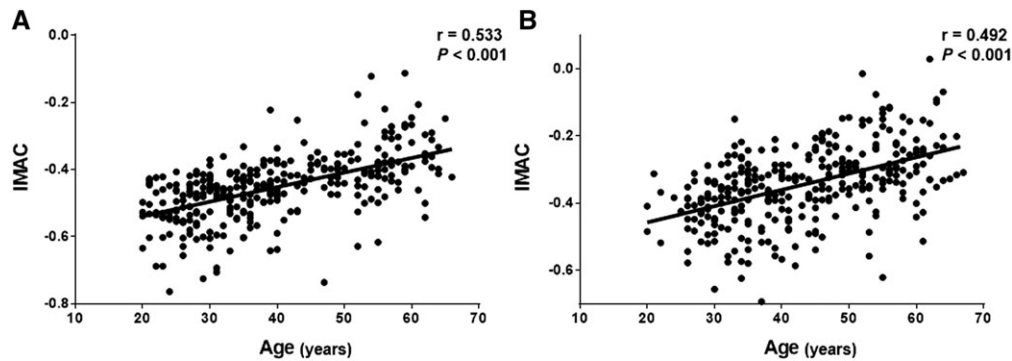 A
r = 0.533
P < 0.001
0.0
-0.2
-0.4
-0.6
-0.8
IMAC
10 20 30 40 50 60 70
Age (years)
B
r = 0.492
P < 0.001
0.0
-0.2
-0.4
-0.6
IMAC
10 20 30 40 50 60 70
Age (years)